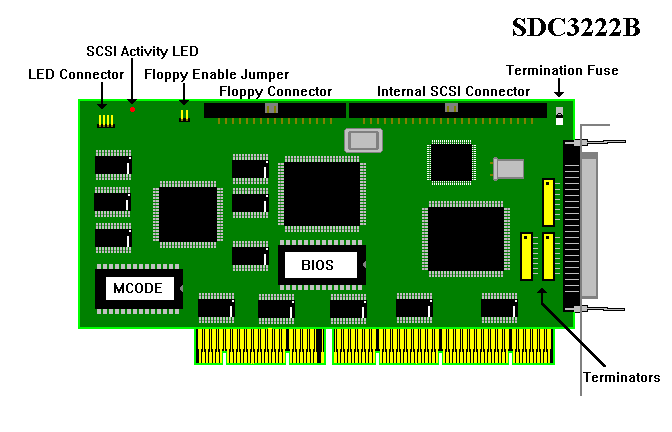 SDC3222B
SCSI Activity LED
LED Connector
Floppy Enable Jumper
Termination Fuse
Floppy Connector
Internal SCSI Connector
BIOS
MCODE
Terminators